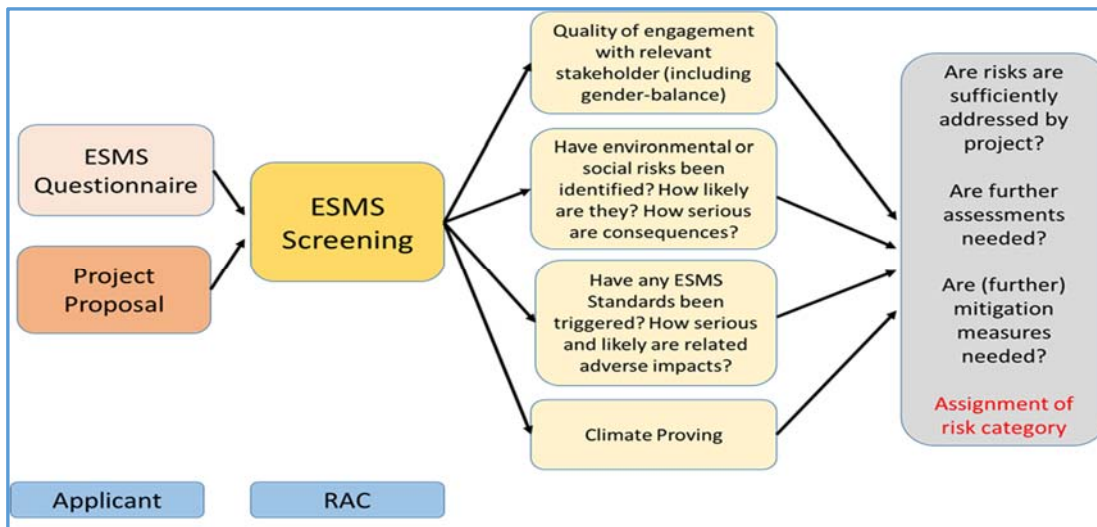 ESMS
Questionnaire
Project
Proposal
ESMS
Screening
Quality of engagement
with relevant
stakeholder (including
gender-balance)
Have environmental or
social risks been
identified? How likely
are they? How serious
are consequences?
Have any ESMS
Standards been
triggered? How serious
and likely are related
adverse impacts?
Climate Proving
Are risks are
sufficiently
addressed by
project?
Are further
assessments
needed?
Are (further)
mitigation
measures
needed?
Assignment of
risk category
Applicant
RAC